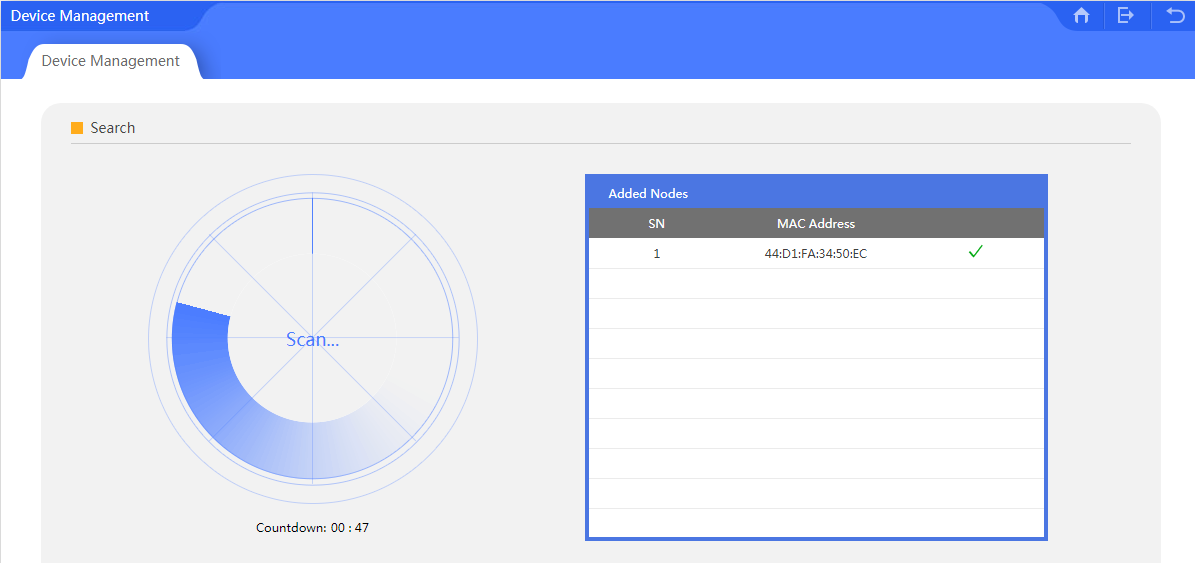 Device Management
Device Management
Search
Scan...
Countdown: 00 : 47
Added Nodes
SN MAC Address
1 44:D1:FA:34:50:EC